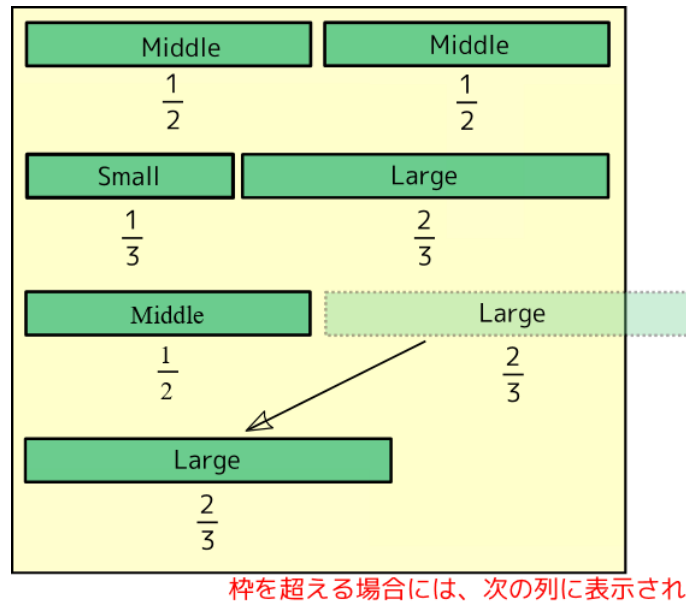 Middle Middle
1/2 1/2
Small Large
1/3 2/3
Middle Large
1/2 2/3
Large
2/3
枠を超える場合には、次の列に表示され